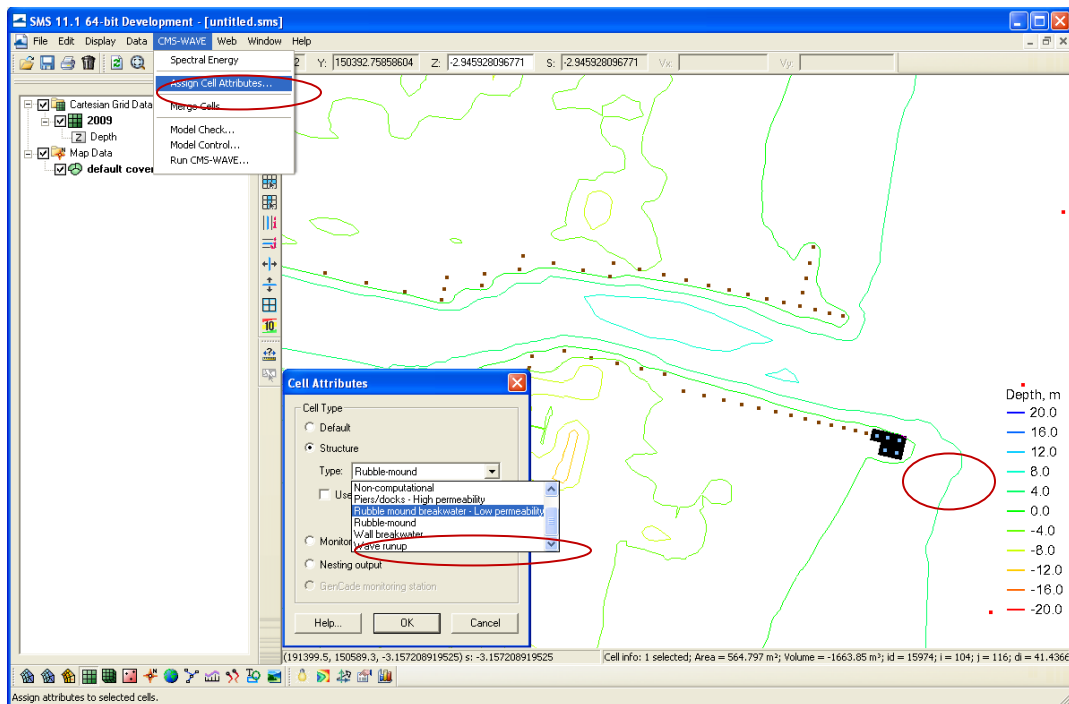 SMS 11.1 64-bit Development - [untitled.sms]
File Edit Display Data CMS-WAVE Web Window Help
Y: 150392.75858604 Z: -2.945928096771 S: -2.945928096771 Vx: Vy:
Spectral Energy
Assign Cell Attributes...
Merge Cells
Model Check...
Model Control...
Run CMS-WAVE...
Cartesian Grid Data
2009
Z Depth
Map Data
default cover
10
Cell Attributes
Cell Type
Default
Structure
Type: Rubble-mound
Use
Non-computational
Piers/docks - High permeability
Rubble mound breakwater - Low permeability
Rubble-mound
Wall breakwater
Wave runup
Monitor
Nesting output
GenCade monitoring station
Help... OK Cancel
Depth, m
20.0
16.0
12.0
8.0
4.0
0.0
-4.0
-8.0
-12.0
-16.0
-20.0
(191399.5, 150589.3, -3.157208919525) s: -3.157208919525
Cell info: 1 selected; Area = 564.797 m²; Volume = -1663.85 m³; id = 15974; i = 104; j = 116; di = 41.4366
Assign attributes to selected cells.